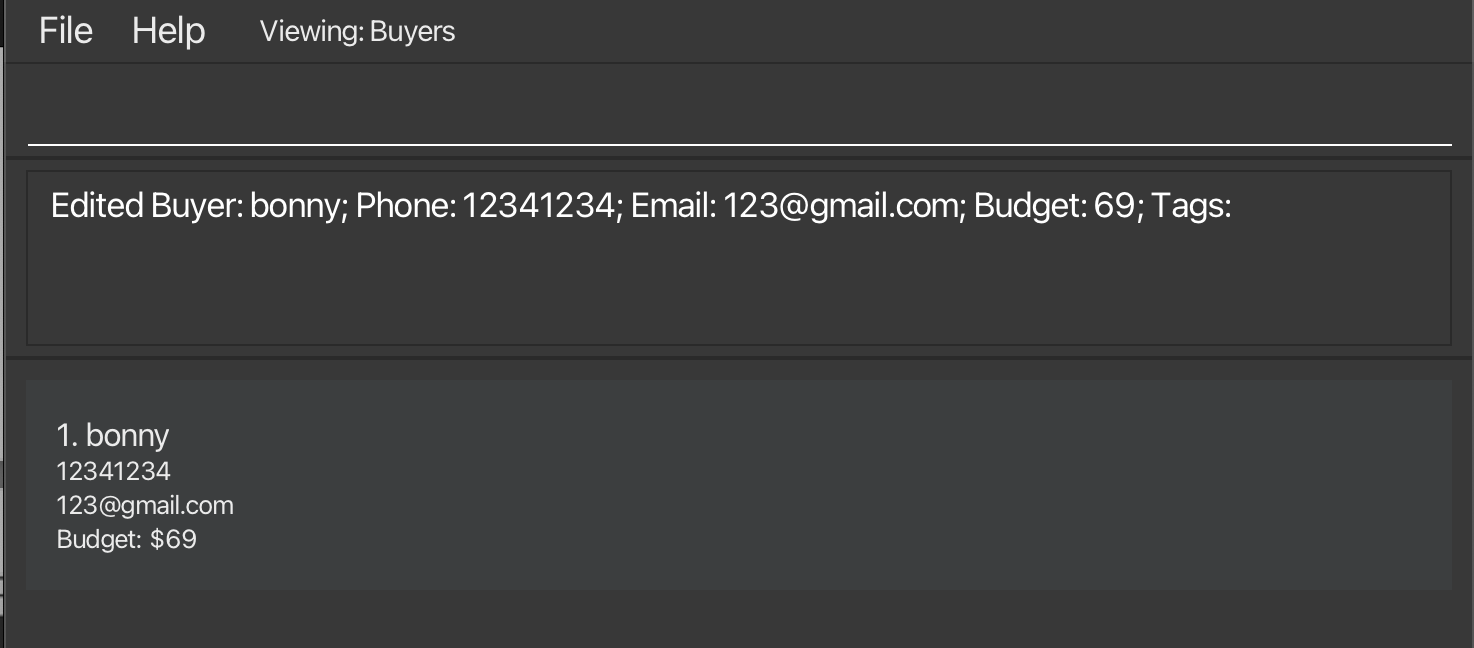 File Help Viewing: Buyers
Edited Buyer: bonny; Phone: 12341234; Email: 123@gmail.com; Budget: 69; Tags:
1. bonny
12341234
123@gmail.com
Budget: $69